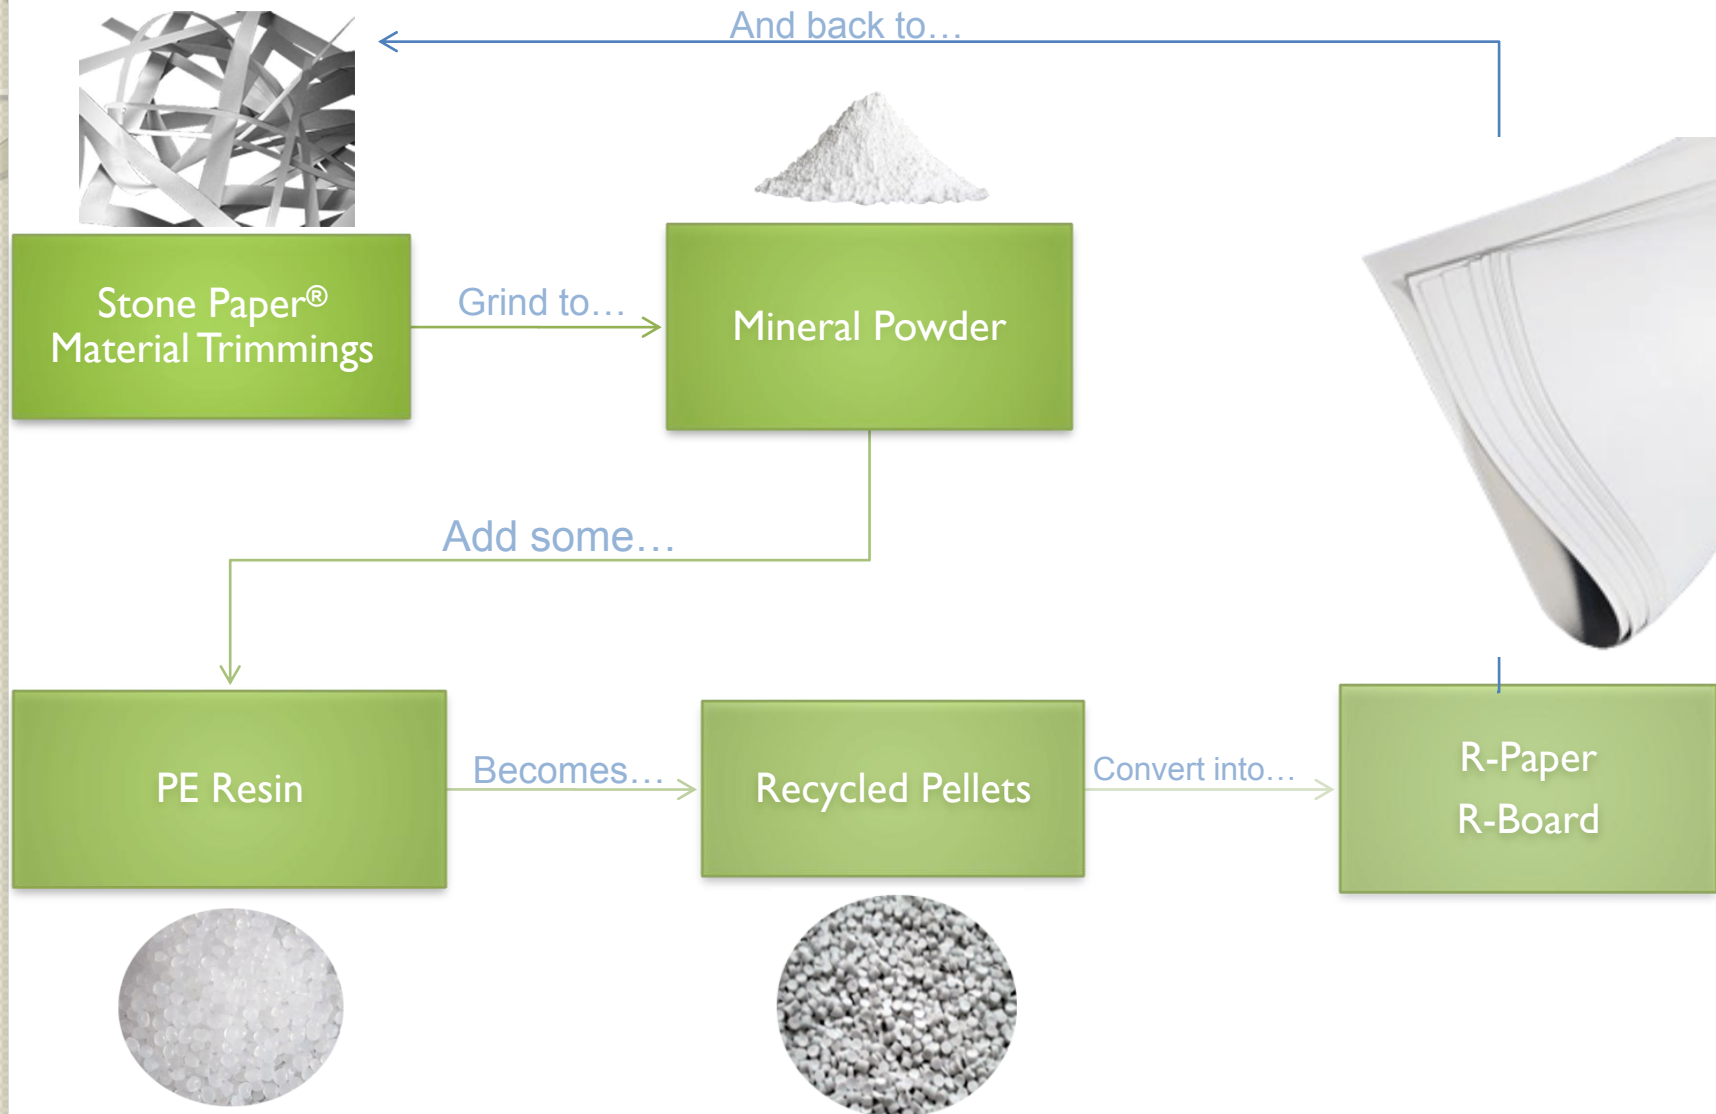 And back to…
Stone Paper®
Material Trimmings
Grind to…
Mineral Powder
Add some…
PE Resin
Becomes…
Recycled Pellets
Convert into…
R-Paper
R-Board